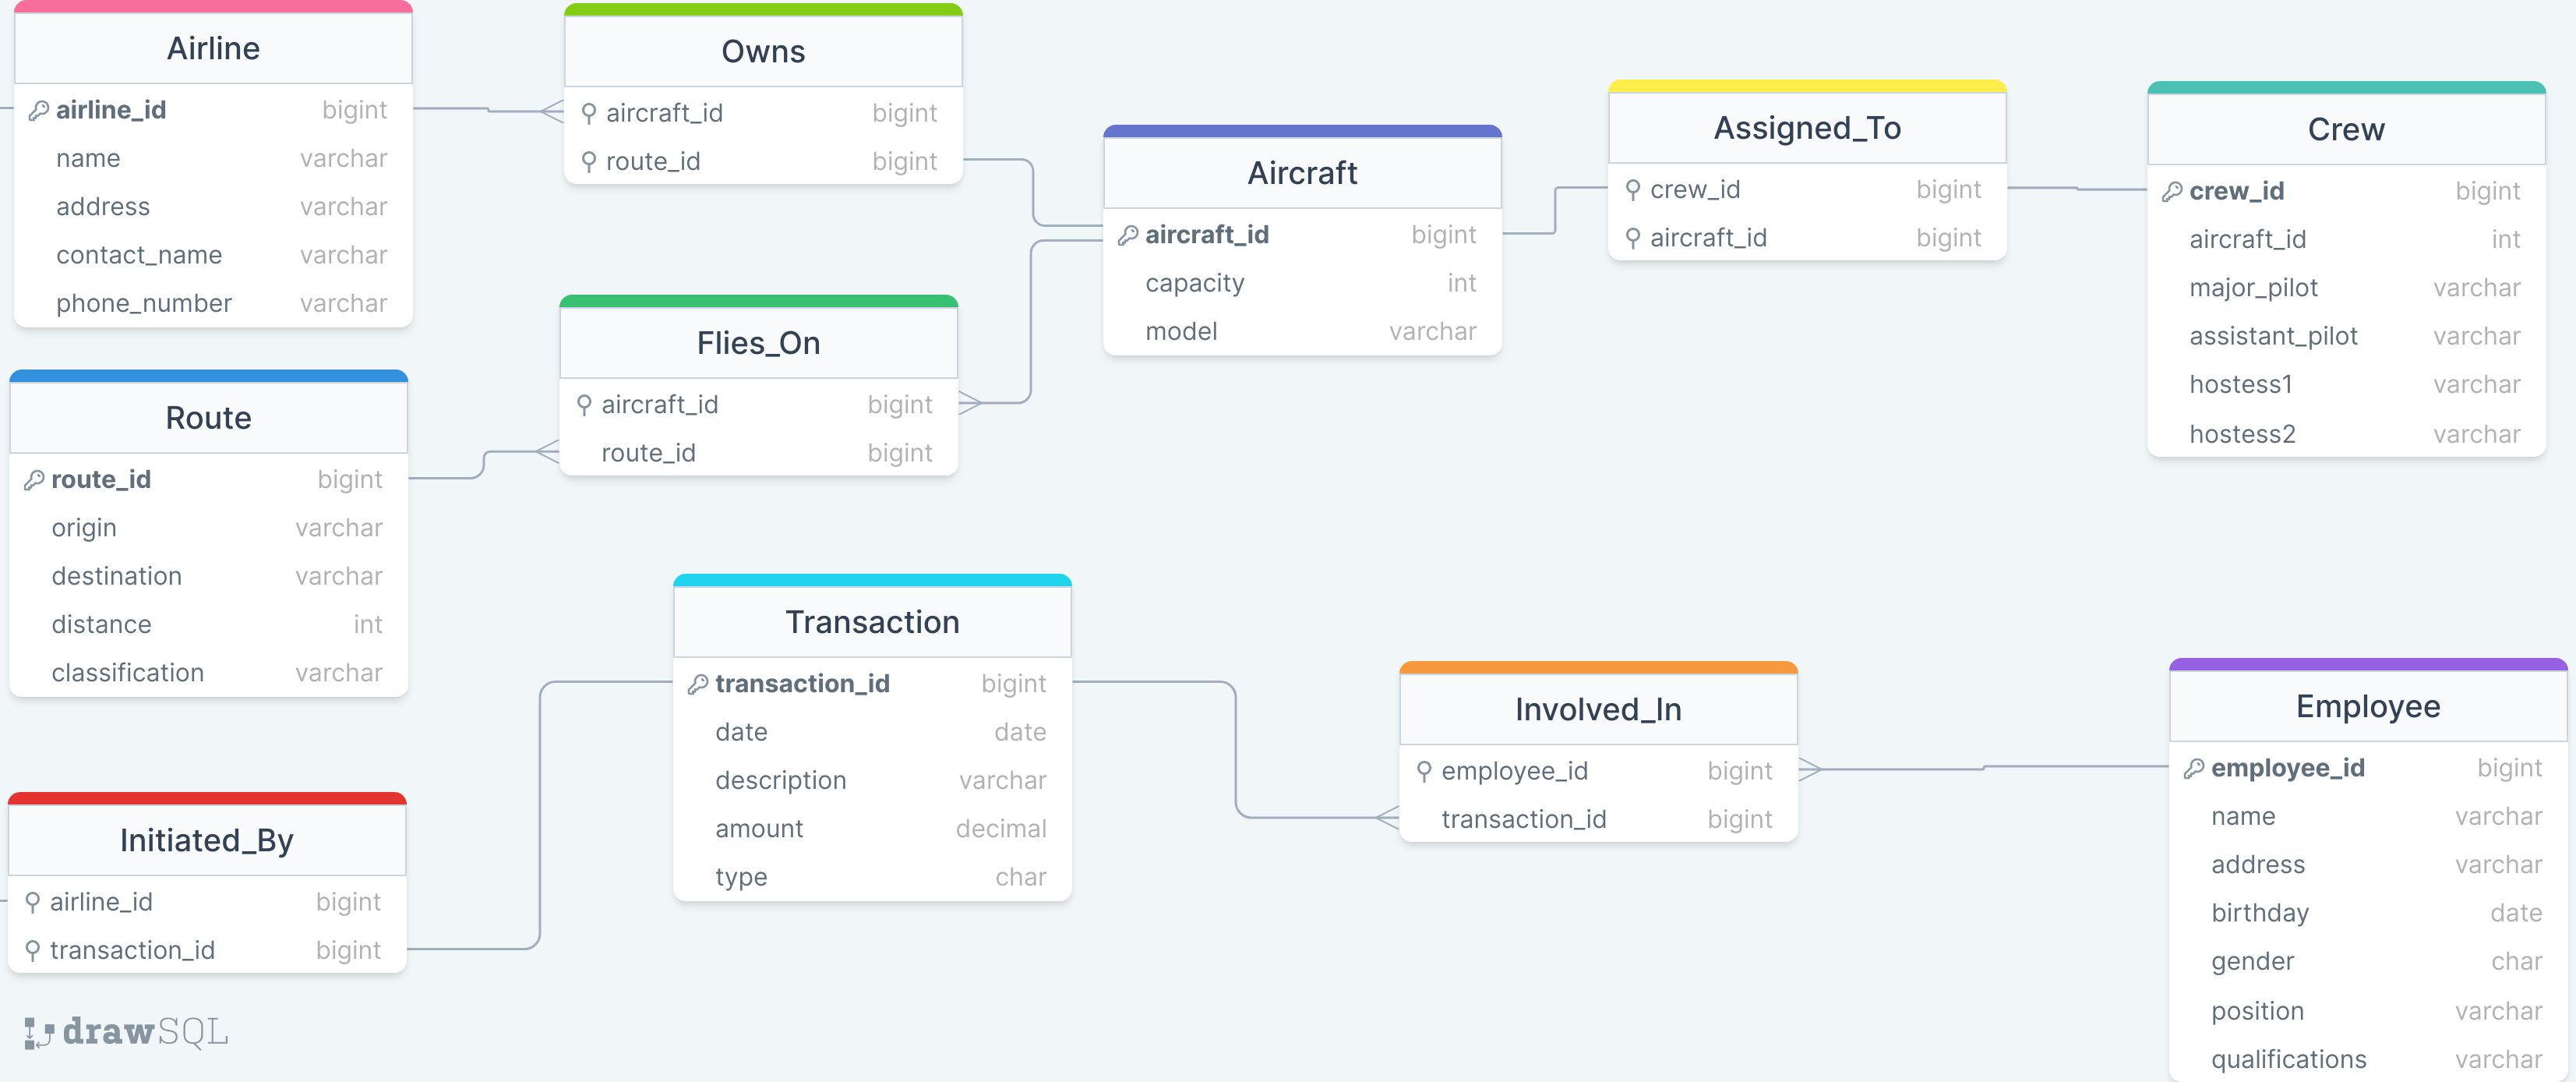 Airline
airline_id bigint
name varchar
address varchar
contact_name varchar
phone_number varchar
Owns
aircraft_id bigint
route_id bigint
Aircraft
aircraft_id bigint
capacity int
model varchar
Assigned_To
crew_id bigint
aircraft_id bigint
Crew
crew_id bigint
aircraft_id int
major_pilot varchar
assistant_pilot varchar
hostess1 varchar
hostess2 varchar
Flies_On
aircraft_id bigint
route_id bigint
Route
route_id bigint
origin varchar
destination varchar
distance int
classification varchar
Transaction
transaction_id bigint
date date
description varchar
amount decimal
type char
Involved_In
employee_id bigint
transaction_id bigint
Employee
employee_id bigint
name varchar
address varchar
birthday date
gender char
position varchar
qualifications varchar
Initiated_By
airline_id bigint
transaction_id bigint
drawSQL